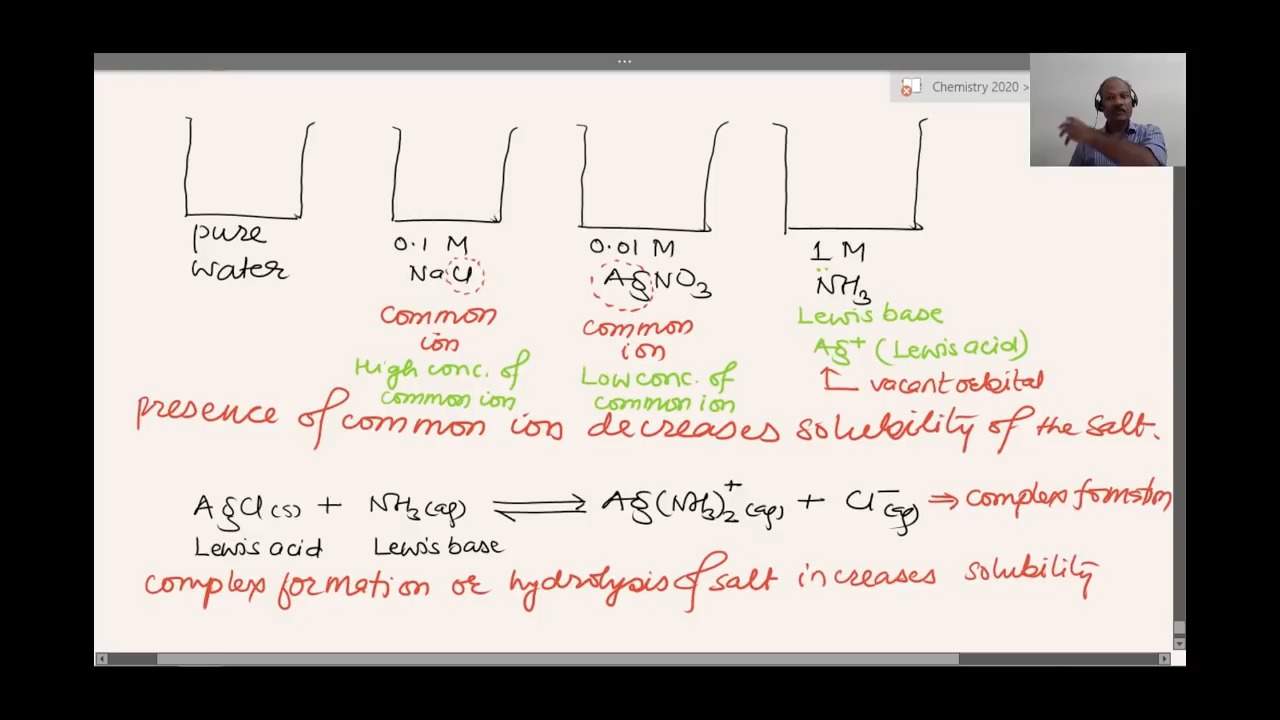 Chemistry 2020 >
pure
water
0.1 M
NaCl
common
ion
High conc. of
common ion
0.01 M
AgNO3
common
ion
Low conc. of
common ion
1 M
N̈H3
Lewis base
Ag+ (Lewis acid)
vacant orbital
presence of common ion decreases solubility of the salt.
AgCl(s) + NH3(aq) ⇌ Ag(NH3)2+(aq) + Cl-(aq) ⇒ complex formation
Lewis acid Lewis base
complex formation or hydrolysis of salt increases solubility